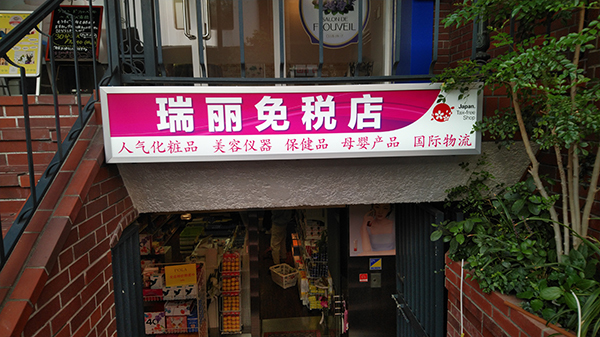 SALON DE
FLOUVEIL
瑞丽免税店
Japan.
Tax-free
Shop
人气化粧品 美容仪器 保健品 母婴产品 国际物流